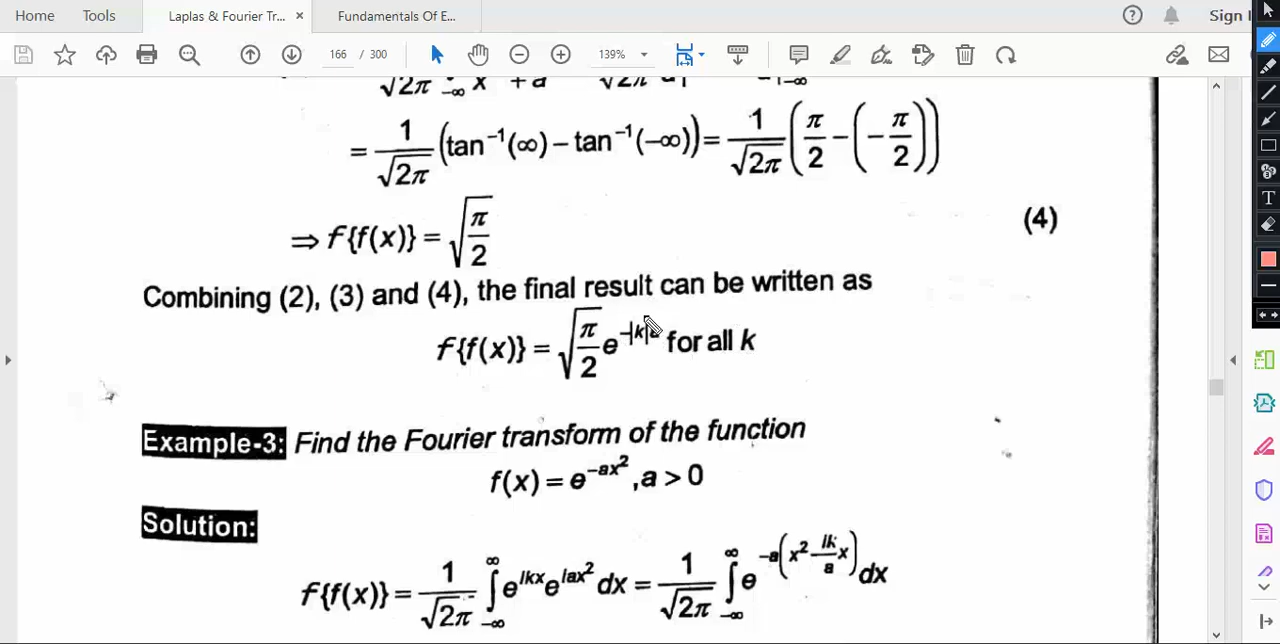 Home Tools Laplas & Fourier Tr... × Fundamentals Of E... Sign
166 / 300 139%
√2π −∞ x + a √2π −∞
= 1/√2π (tan⁻¹(∞) − tan⁻¹(−∞)) = 1/√2π (π/2 − (−π/2))
⇒ f{f(x)} = √(π/2) (4)
Combining (2), (3) and (4), the final result can be written as
f{f(x)} = √(π/2) e^−|k| for all k
Example-3: Find the Fourier transform of the function
f(x) = e^−ax², a > 0
Solution:
f{f(x)} = 1/√2π ∫_−∞^∞ e^ikx e^iax² dx = 1/√2π ∫_−∞^∞ e^−a(x² − ik/a x) dx